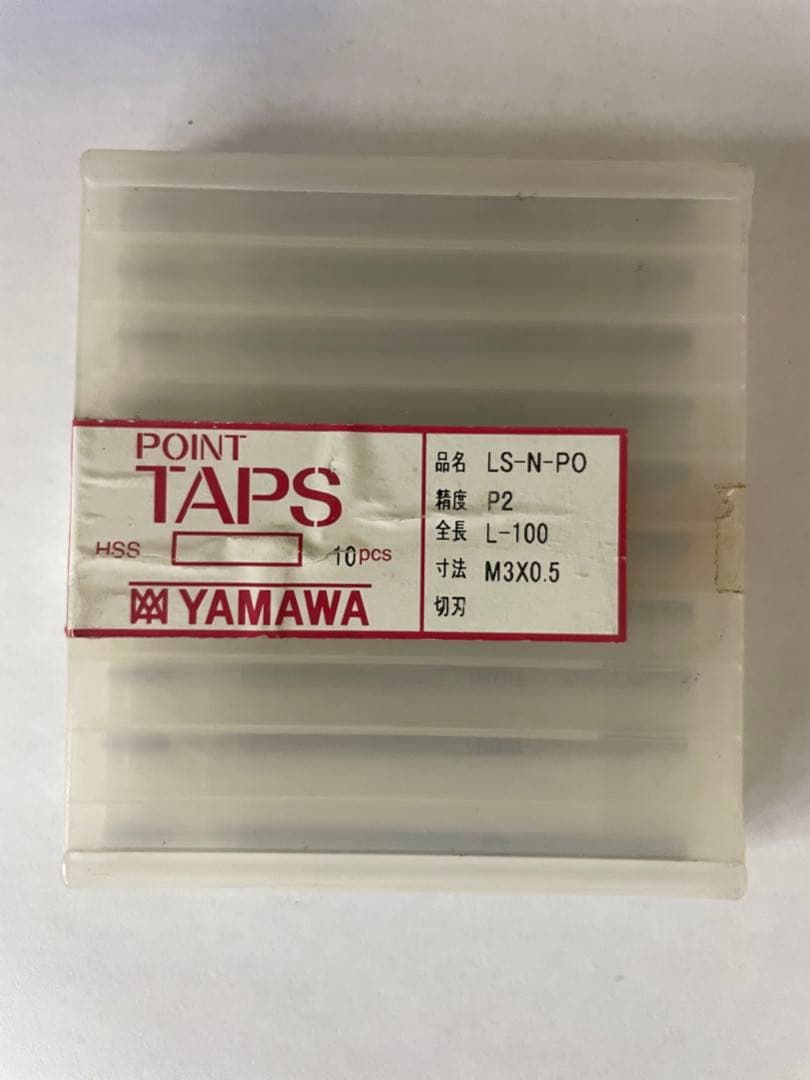 POINT
TAPS
HSS 10pcs
YAMAWA
品名 LS-N-PO
精度 P2
全長 L-100
寸法 M3X0.5
切刃